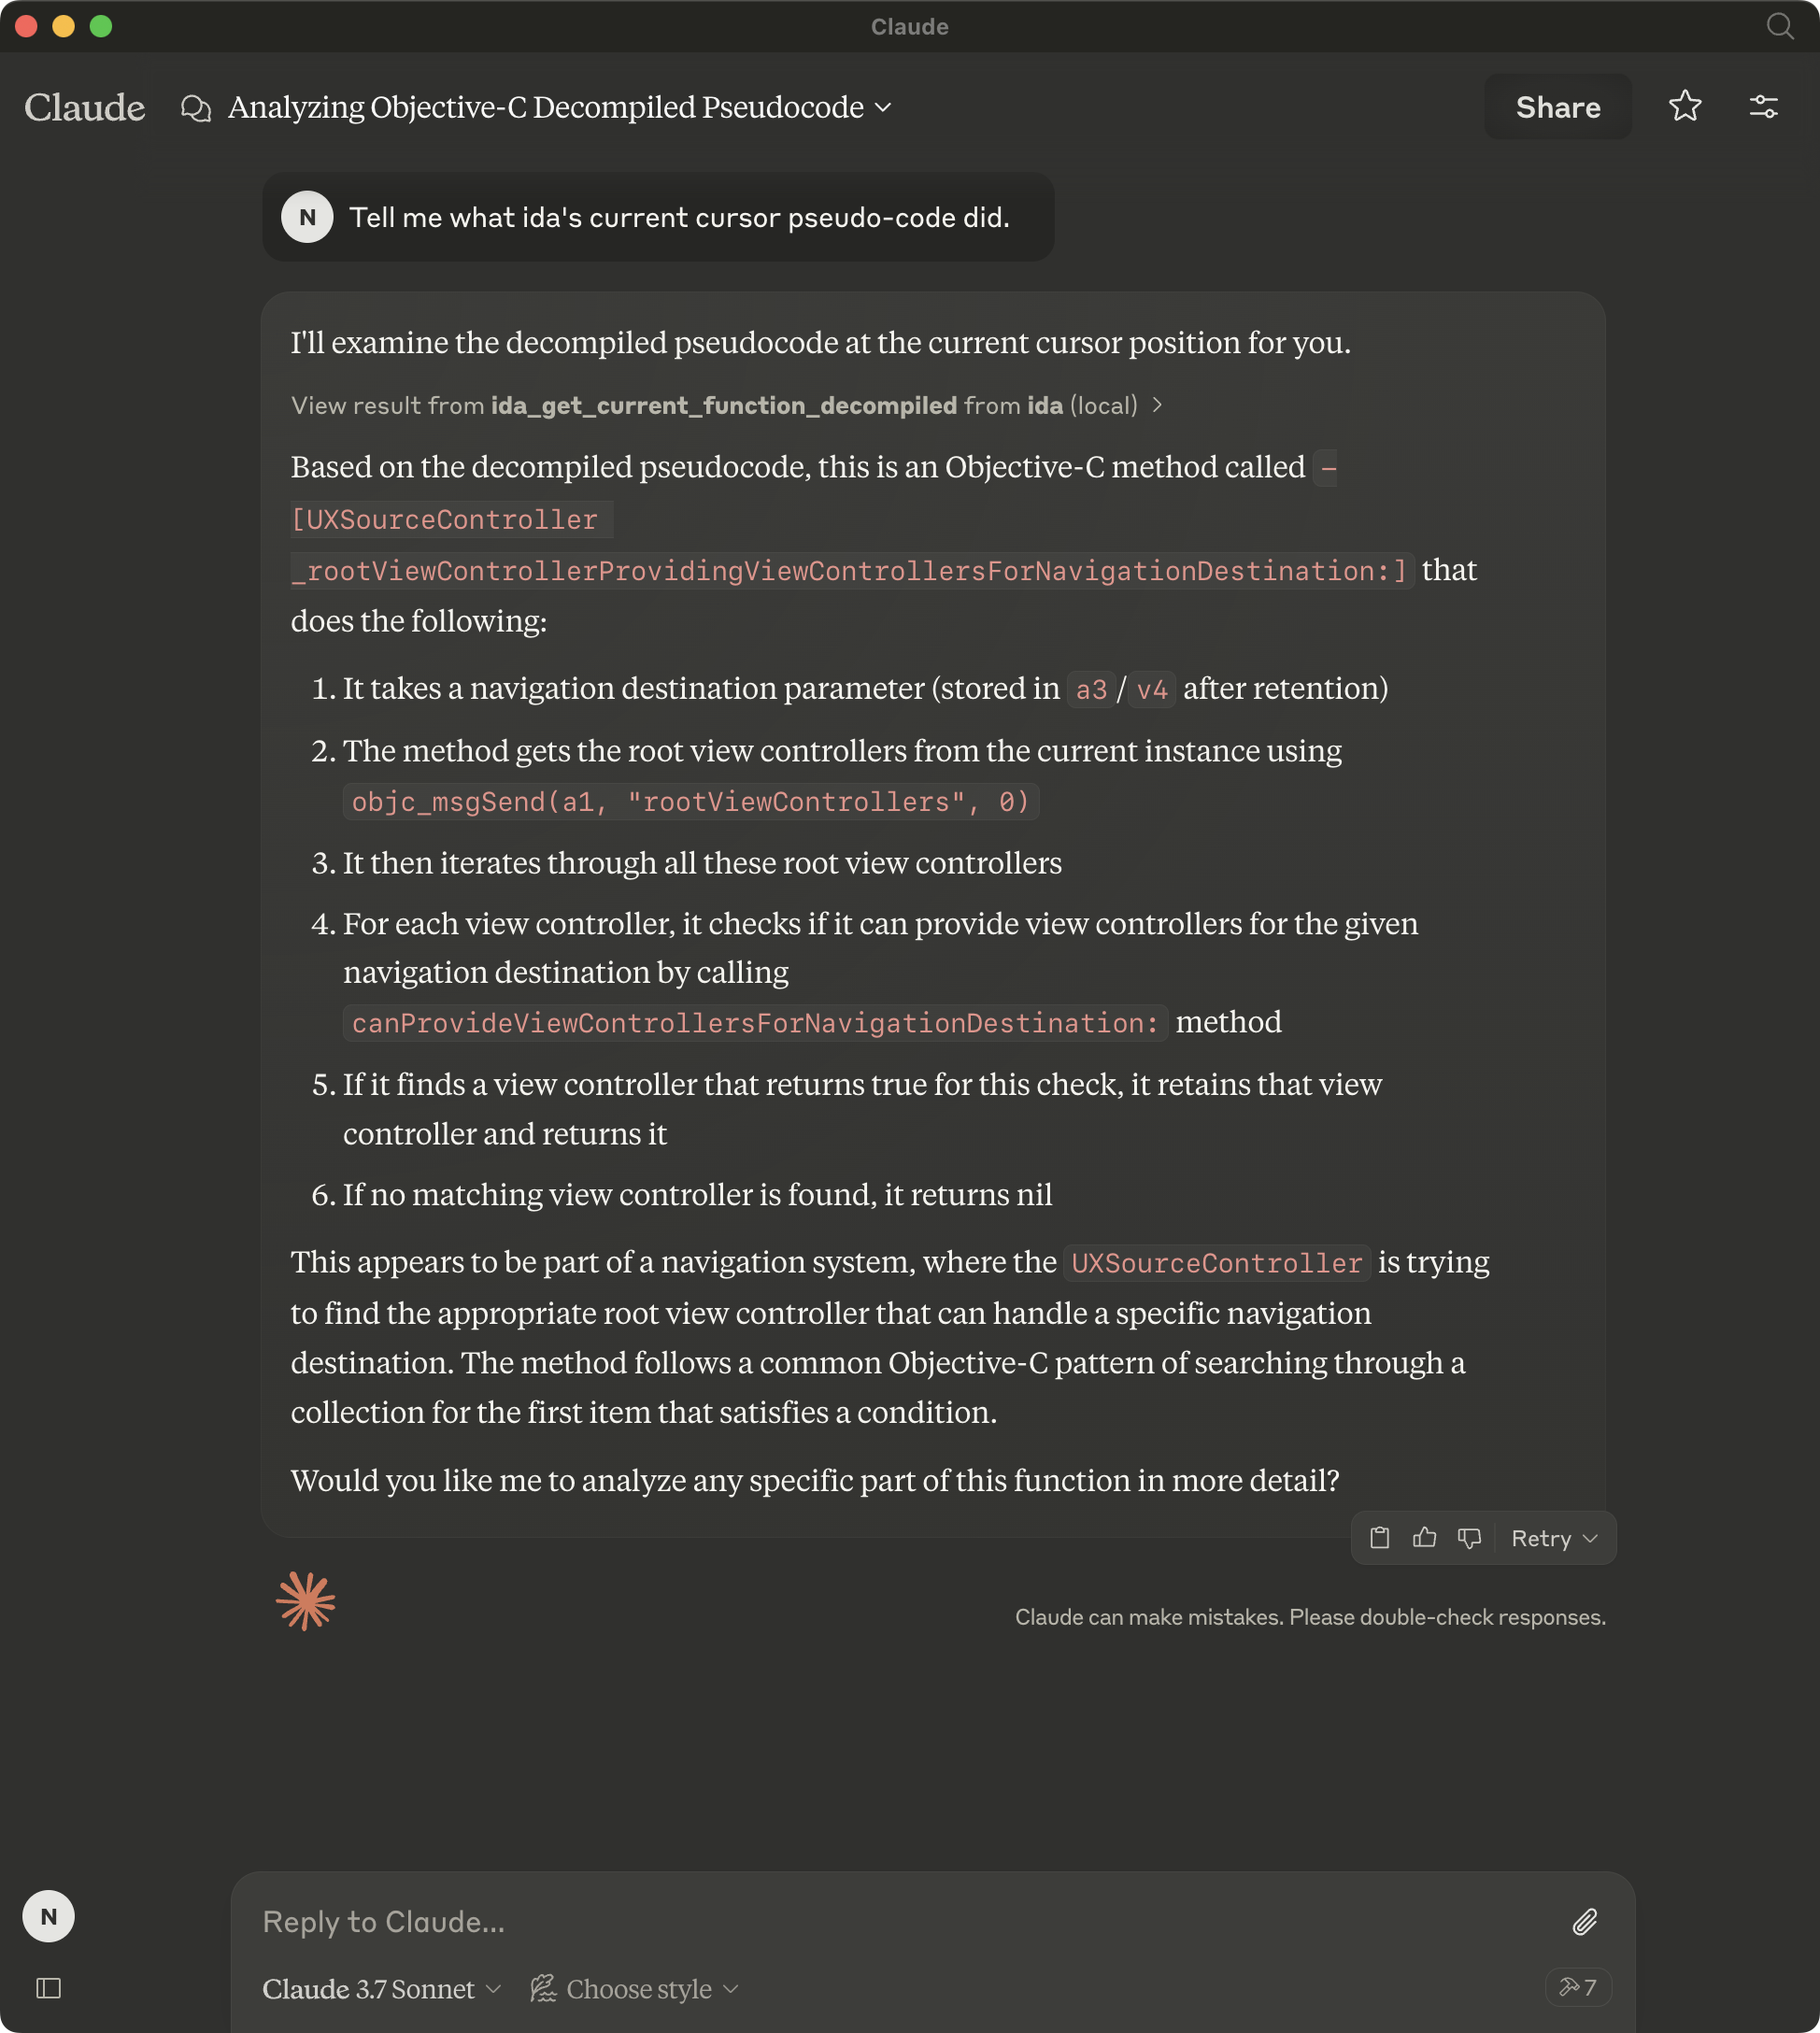 Claude
Claude
Analyzing Objective-C Decompiled Pseudocode
Share
N
Tell me what ida's current cursor pseudo-code did.
I'll examine the decompiled pseudocode at the current cursor position for you.
View result from ida_get_current_function_decompiled from ida (local)
Based on the decompiled pseudocode, this is an Objective-C method called -
[UXSourceController
_rootViewControllerProvidingViewControllersForNavigationDestination:] that
does the following:
1. It takes a navigation destination parameter (stored in a3/v4 after retention)
2. The method gets the root view controllers from the current instance using
objc_msgSend(a1, "rootViewControllers", 0)
3. It then iterates through all these root view controllers
4. For each view controller, it checks if it can provide view controllers for the given
navigation destination by calling
canProvideViewControllersForNavigationDestination: method
5. If it finds a view controller that returns true for this check, it retains that view
controller and returns it
6. If no matching view controller is found, it returns nil
This appears to be part of a navigation system, where the UXSourceController is trying
to find the appropriate root view controller that can handle a specific navigation
destination. The method follows a common Objective-C pattern of searching through a
collection for the first item that satisfies a condition.
Would you like me to analyze any specific part of this function in more detail?
Retry
Claude can make mistakes. Please double-check responses.
N
Reply to Claude...
Claude 3.7 Sonnet
Choose style
7